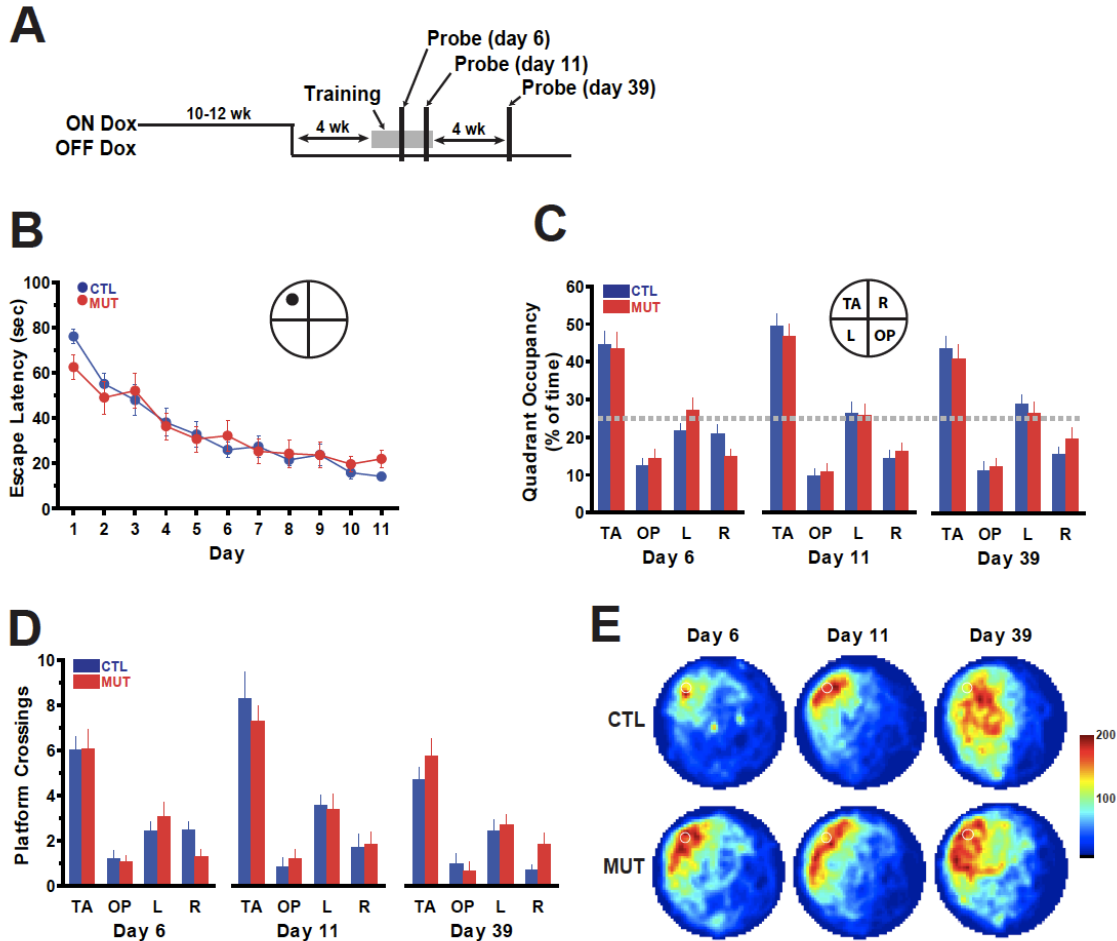 A
Probe (day 6)
Probe (day 11)
Probe (day 39)
Training
10-12 wk
ON Dox
OFF Dox
4 wk
4 wk
B
CTL
MUT
Escape Latency (sec)
100
80
60
40
20
0
1 2 3 4 5 6 7 8 9 10 11
Day
C
CTL
MUT
TA R
L OP
Quadrant Occupancy
(% of time)
60
50
40
30
20
10
0
TA OP L R TA OP L R TA OP L R
Day 6 Day 11 Day 39
D
CTL
MUT
Platform Crossings
10
8
6
4
2
0
TA OP L R TA OP L R TA OP L R
Day 6 Day 11 Day 39
E
Day 6 Day 11 Day 39
CTL
MUT
200
100